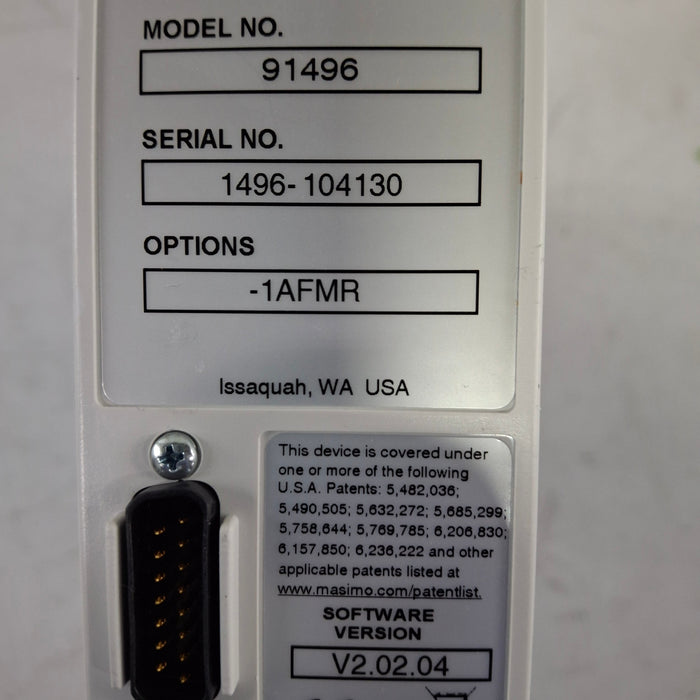 MODEL NO.
91496
SERIAL NO.
1496-104130
OPTIONS
-1AFMR
Issaquah, WA USA
This device is covered under
one or more of the following
U.S.A. Patents: 5,482,036;
5,490,505; 5,632,272; 5,685,299;
5,758,644; 5,769,785; 6,206,830;
6,157,850; 6,236,222 and other
applicable patents listed at
www.masimo.com/patentlist.
SOFTWARE
VERSION
V2.02.04